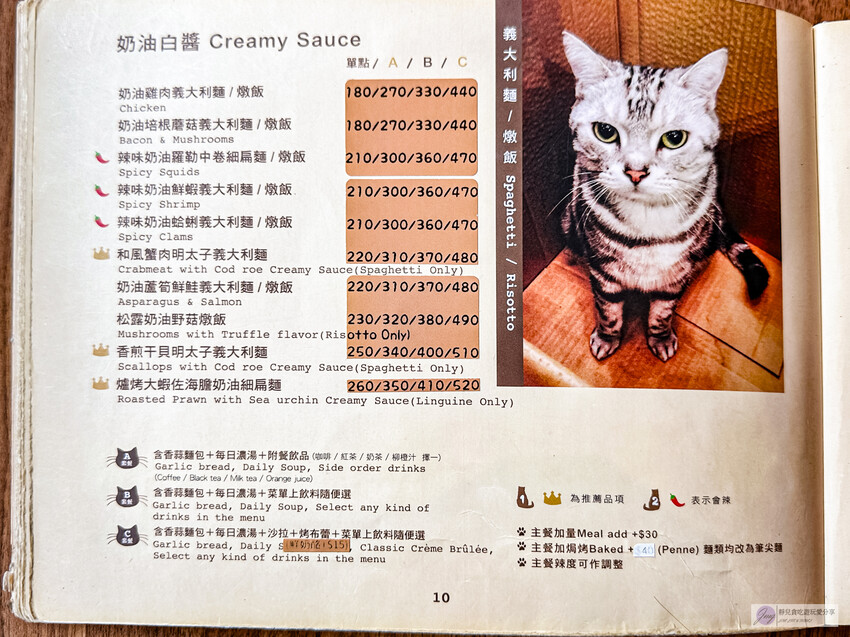 奶油白醬 Creamy Sauce
單點 / A / B / C
奶油雞肉義大利麵 / 燉飯 180/270/330/440
Chicken
奶油培根蘑菇義大利麵 / 燉飯 180/270/330/440
Bacon & Mushrooms
辣味奶油羅勒中卷細扁麵 / 燉飯 210/300/360/470
Spicy Squids
辣味奶油鮮蝦義大利麵 / 燉飯 210/300/360/470
Spicy Shrimp
辣味奶油蛤蜊義大利麵 / 燉飯 210/300/360/470
Spicy Clams
和風蟹肉明太子義大利麵 220/310/370/480
Crabmeat with Cod roe Creamy Sauce(Spaghetti Only)
奶油蘆筍鮮鮭義大利麵 / 燉飯 220/310/370/480
Asparagus & Salmon
松露奶油野菇燉飯 230/320/380/490
Mushrooms with Truffle flavor(Risotto Only)
香煎干貝明太子義大利麵 250/340/400/510
Scallops with Cod roe Creamy Sauce(Spaghetti Only)
爐烤大蝦佐海膽奶油細扁麵 260/350/410/520
Roasted Prawn with Sea urchin Creamy Sauce(Linguine Only)
義大利麵 / 燉飯 Spaghetti / Risotto
A 套餐 含香蒜麵包+每日濃湯+附餐飲品(咖啡 / 紅茶 / 奶茶 / 柳橙汁 擇一)
Garlic bread, Daily Soup, Side order drinks
(Coffee / Black tea / Milk tea / Orange juice)
B 套餐 含香蒜麵包+每日濃湯+菜單上飲料隨便選
Garlic bread, Daily Soup, Select any kind of
drinks in the menu
C 套餐 含香蒜麵包+每日濃湯+沙拉+烤布蕾+菜單上飲料隨便選
Garlic bread, Daily S , Classic Crème Brûlée,
Select any kind of drinks in the menu
1 為推薦品項 2 表示會辣
主餐加量Meal add +$30
主餐加焗烤Baked +$40 (Penne) 麵類均改為筆尖麵
主餐辣度可作調整
10
靜兒貪吃遊玩愛分享